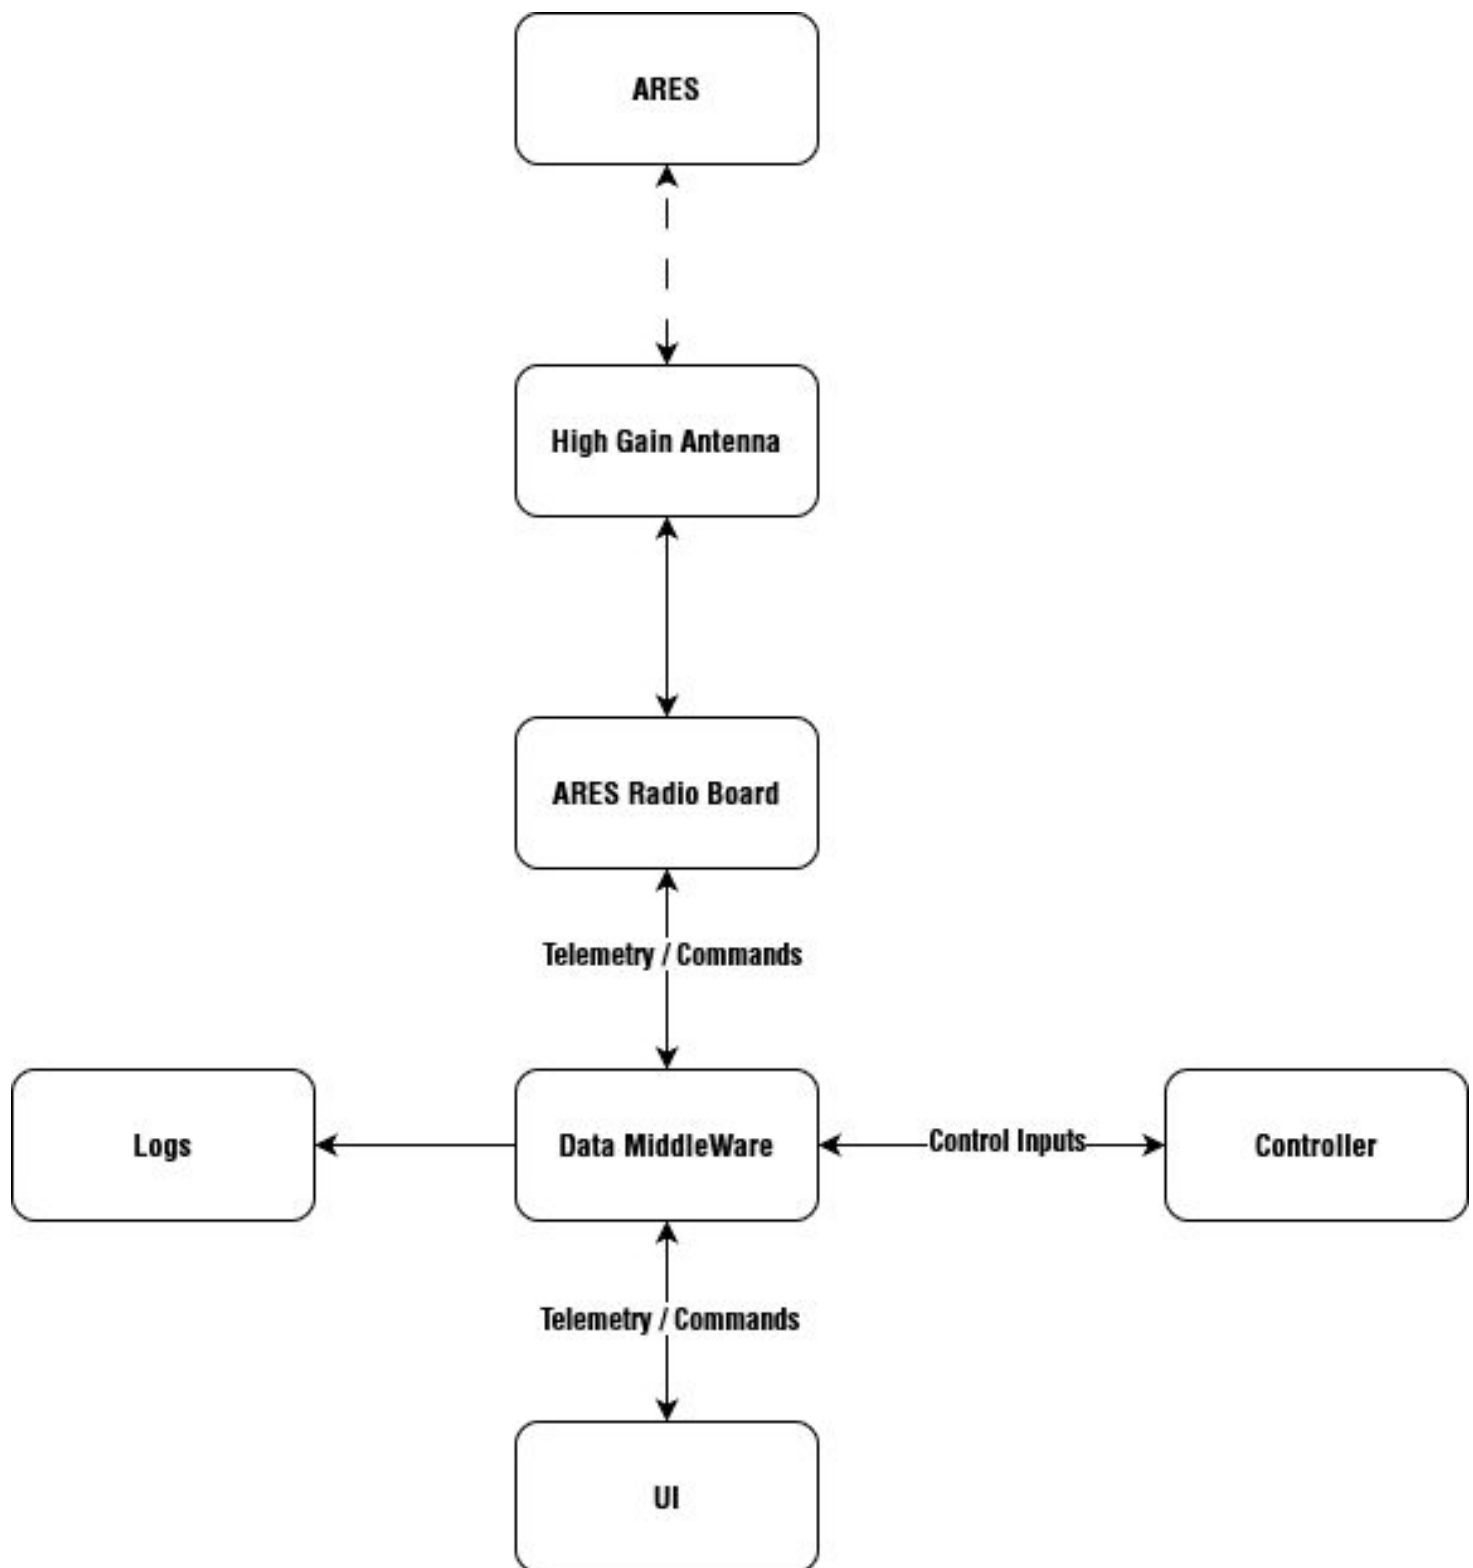 ARES
High Gain Antenna
ARES Radio Board
Telemetry / Commands
Logs
Data MiddleWare
Control Inputs
Controller
Telemetry / Commands
UI